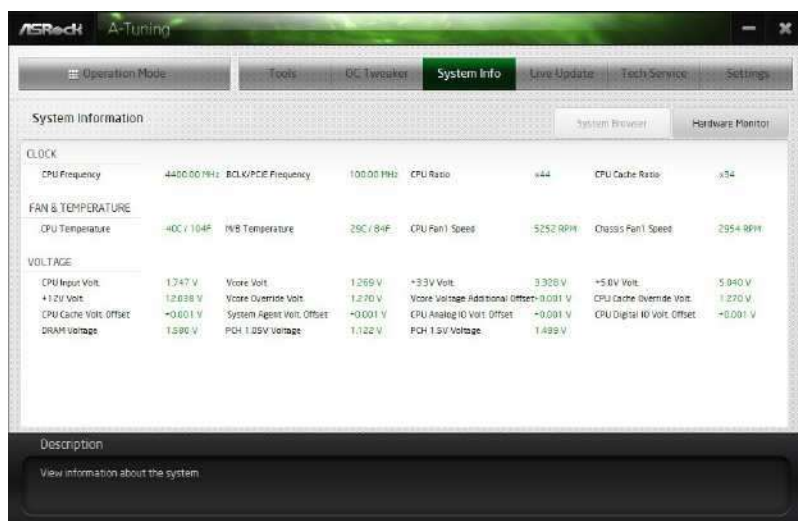 ASRock A-Tuning
Operation Mode Tools OC Tweaker System Info Live Update Tech Service Settings
System Information System Browser Hardware Monitor
CLOCK
CPU Frequency 4400.00 MHz BCLK/PCIE Frequency 100.00 MHz CPU Ratio x44 CPU Cache Ratio x34
FAN & TEMPERATURE
CPU Temperature 40C / 104F M/B Temperature 29C / 84F CPU Fan1 Speed 5252 RPM Chassis Fan1 Speed 2954 RPM
VOLTAGE
CPU Input Volt. 1.747 V Vcore Volt. 1.269 V +3.3V Volt. 3.328 V +5.0V Volt. 5.040 V
+12V Volt. 12.038 V Vcore Override Volt. 1.270 V Vcore Voltage Additional Offset +0.001 V CPU Cache Override Volt. 1.270 V
CPU Cache Volt. Offset +0.001 V System Agent Volt. Offset +0.001 V CPU Analog IO Volt. Offset +0.001 V CPU Digital IO Volt. Offset +0.001 V
DRAM Voltage 1.580 V PCH 1.05V Voltage 1.122 V PCH 1.5V Voltage 1.499 V
Description
View information about the system.